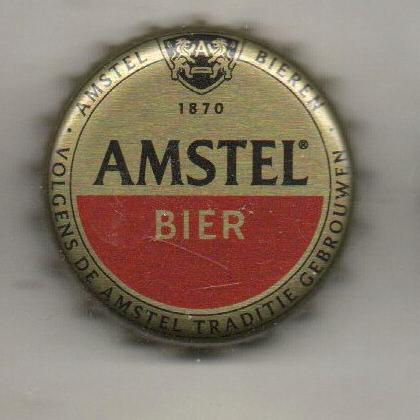 AMSTEL BIEREN
A
1870
AMSTEL®
BIER
• VOLGENS DE AMSTEL TRADITIE GEBROUWEN •